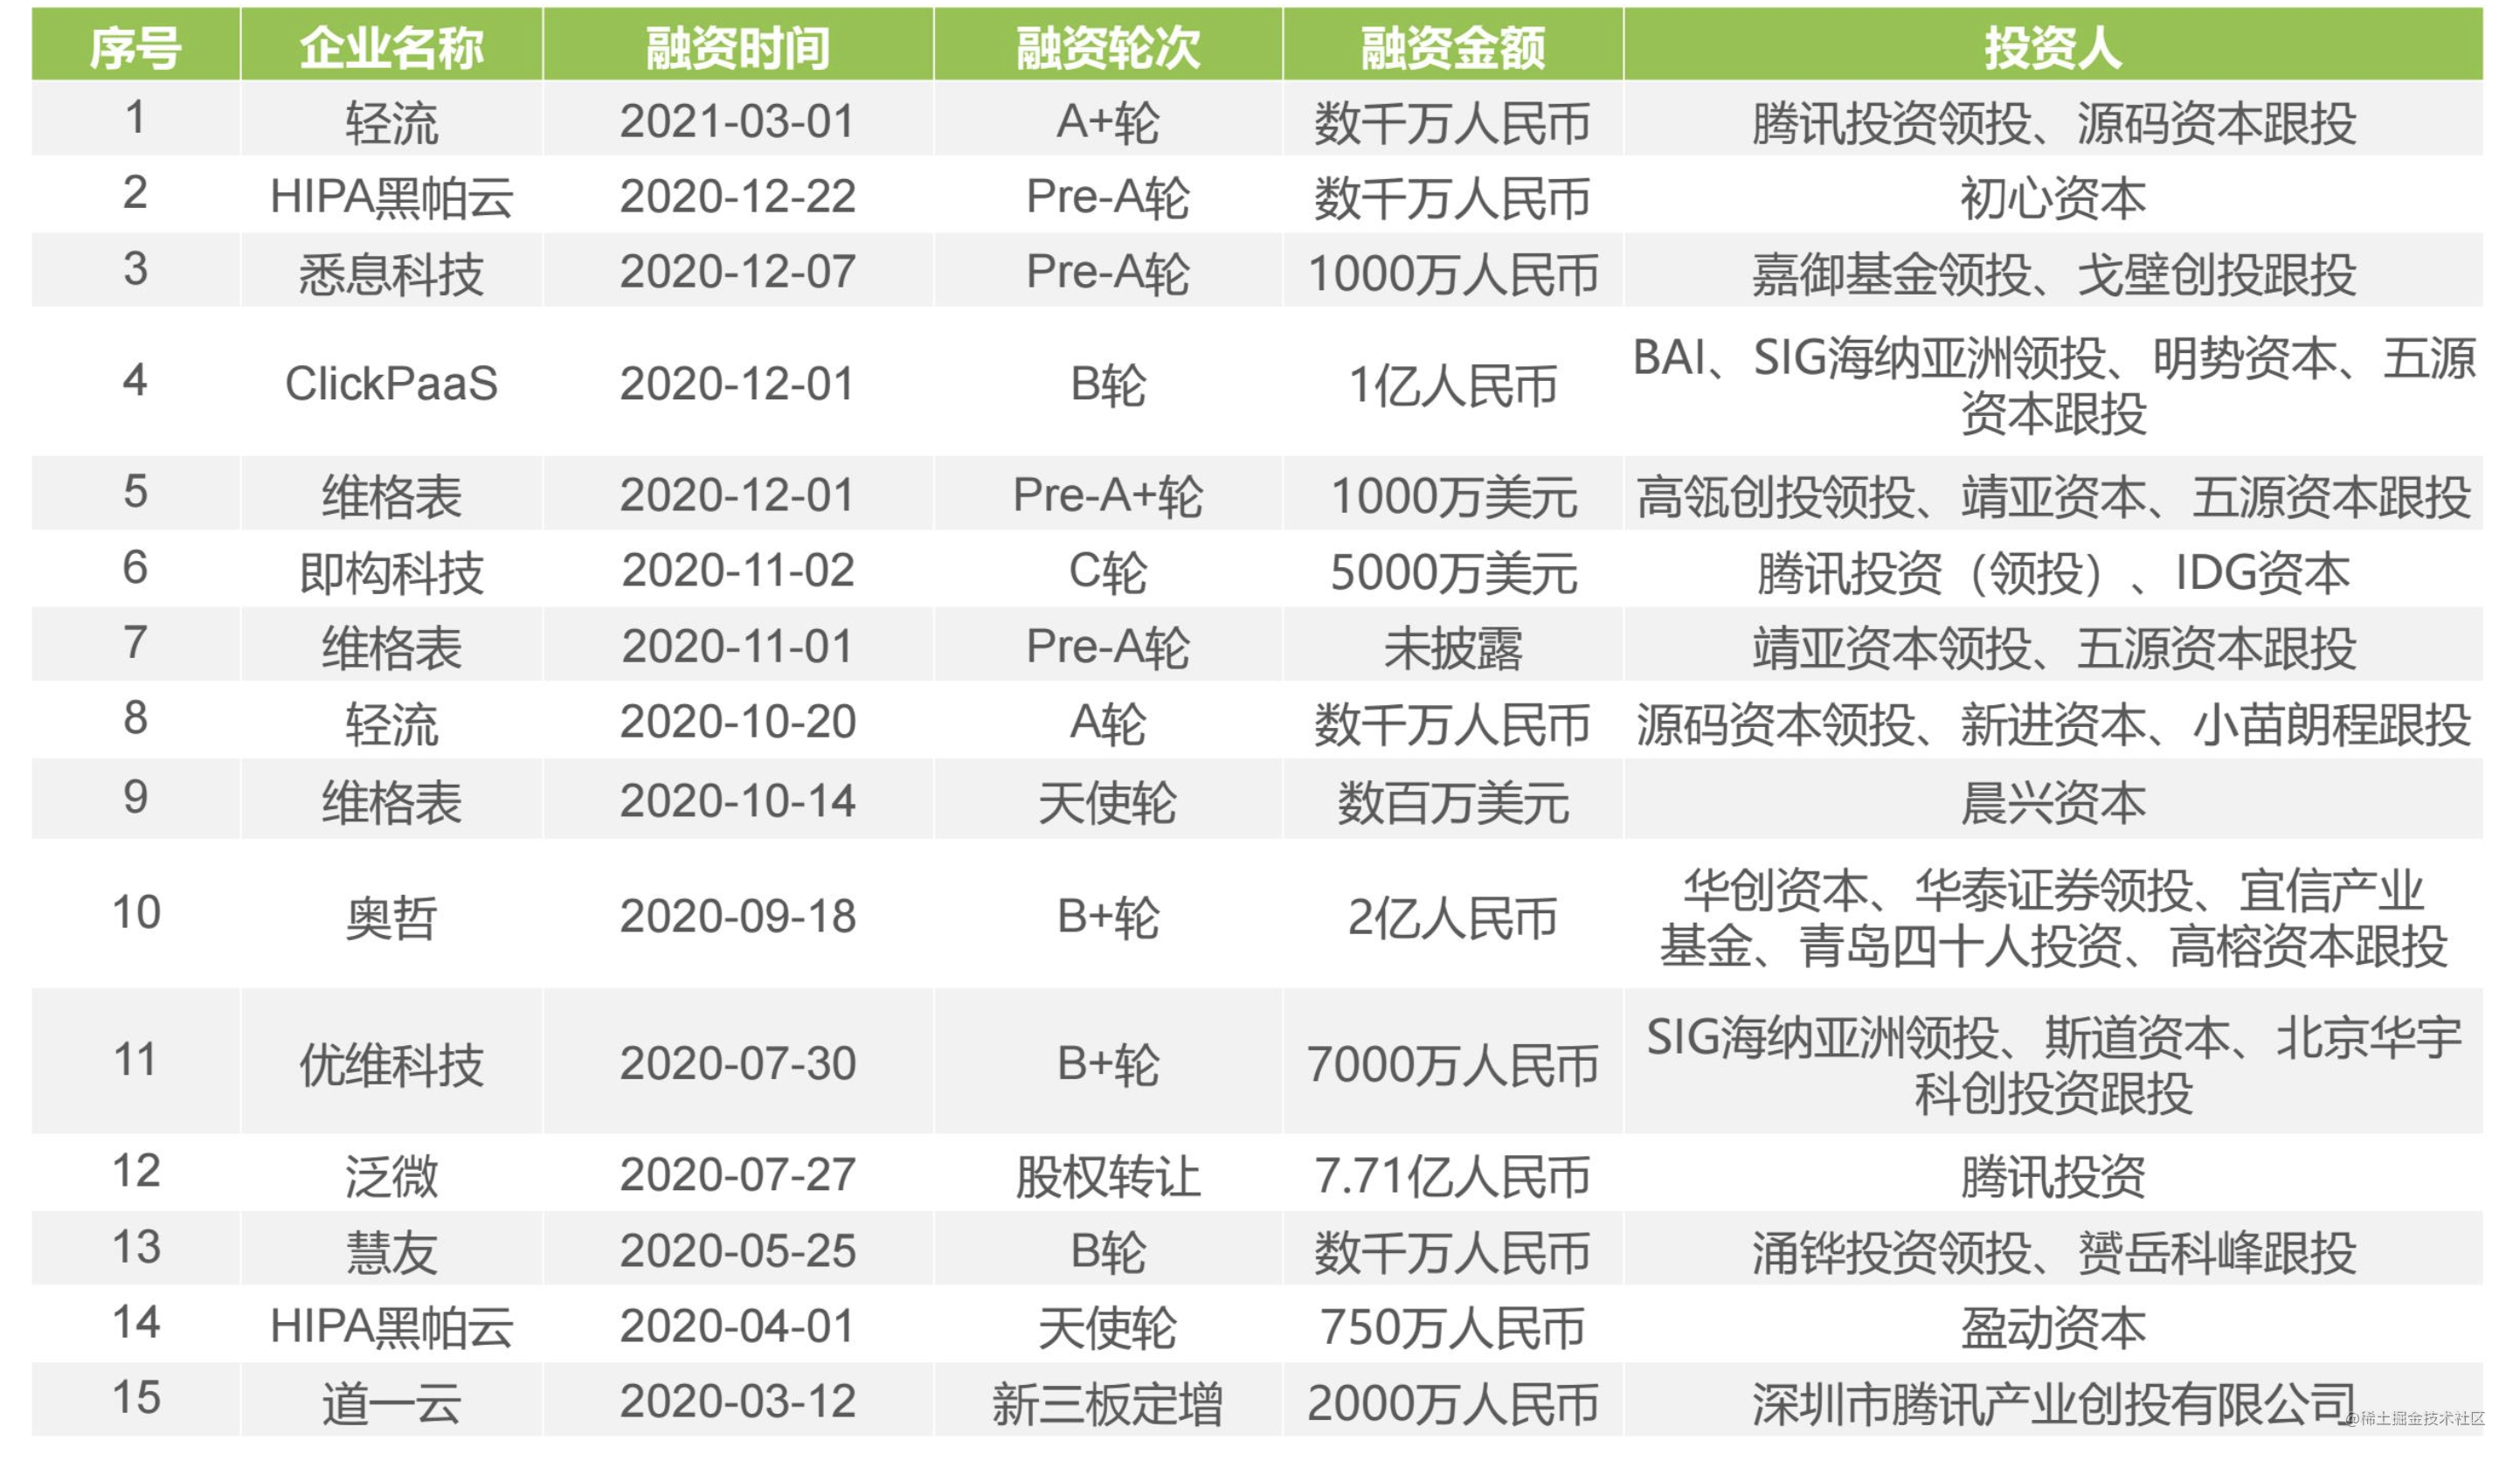 序号 企业名称 融资时间 融资轮次 融资金额 投资人
1 轻流 2021-03-01 A+轮 数千万人民币 腾讯投资领投、源码资本跟投
2 HIPA黑帕云 2020-12-22 Pre-A轮 数千万人民币 初心资本
3 悉息科技 2020-12-07 Pre-A轮 1000万人民币 嘉御基金领投、戈壁创投跟投
4 ClickPaaS 2020-12-01 B轮 1亿人民币 BAI、SIG海纳亚洲领投、明势资本、五源
资本跟投
5 维格表 2020-12-01 Pre-A+轮 1000万美元 高瓴创投领投、靖亚资本、五源资本跟投
6 即构科技 2020-11-02 C轮 5000万美元 腾讯投资（领投）、IDG资本
7 维格表 2020-11-01 Pre-A轮 未披露 靖亚资本领投、五源资本跟投
8 轻流 2020-10-20 A轮 数千万人民币 源码资本领投、新进资本、小苗朗程跟投
9 维格表 2020-10-14 天使轮 数百万美元 晨兴资本
10 奥哲 2020-09-18 B+轮 2亿人民币 华创资本、华泰证券领投、宜信产业
基金、青岛四十人投资、高榕资本跟投
11 优维科技 2020-07-30 B+轮 7000万人民币 SIG海纳亚洲领投、斯道资本、北京华宇
科创投资跟投
12 泛微 2020-07-27 股权转让 7.71亿人民币 腾讯投资
13 慧友 2020-05-25 B轮 数千万人民币 涌铧投资领投、赟岳科峰跟投
14 HIPA黑帕云 2020-04-01 天使轮 750万人民币 盈动资本
15 道一云 2020-03-12 新三板定增 2000万人民币 深圳市腾讯产业创投有限公司
@稀土掘金技术社区